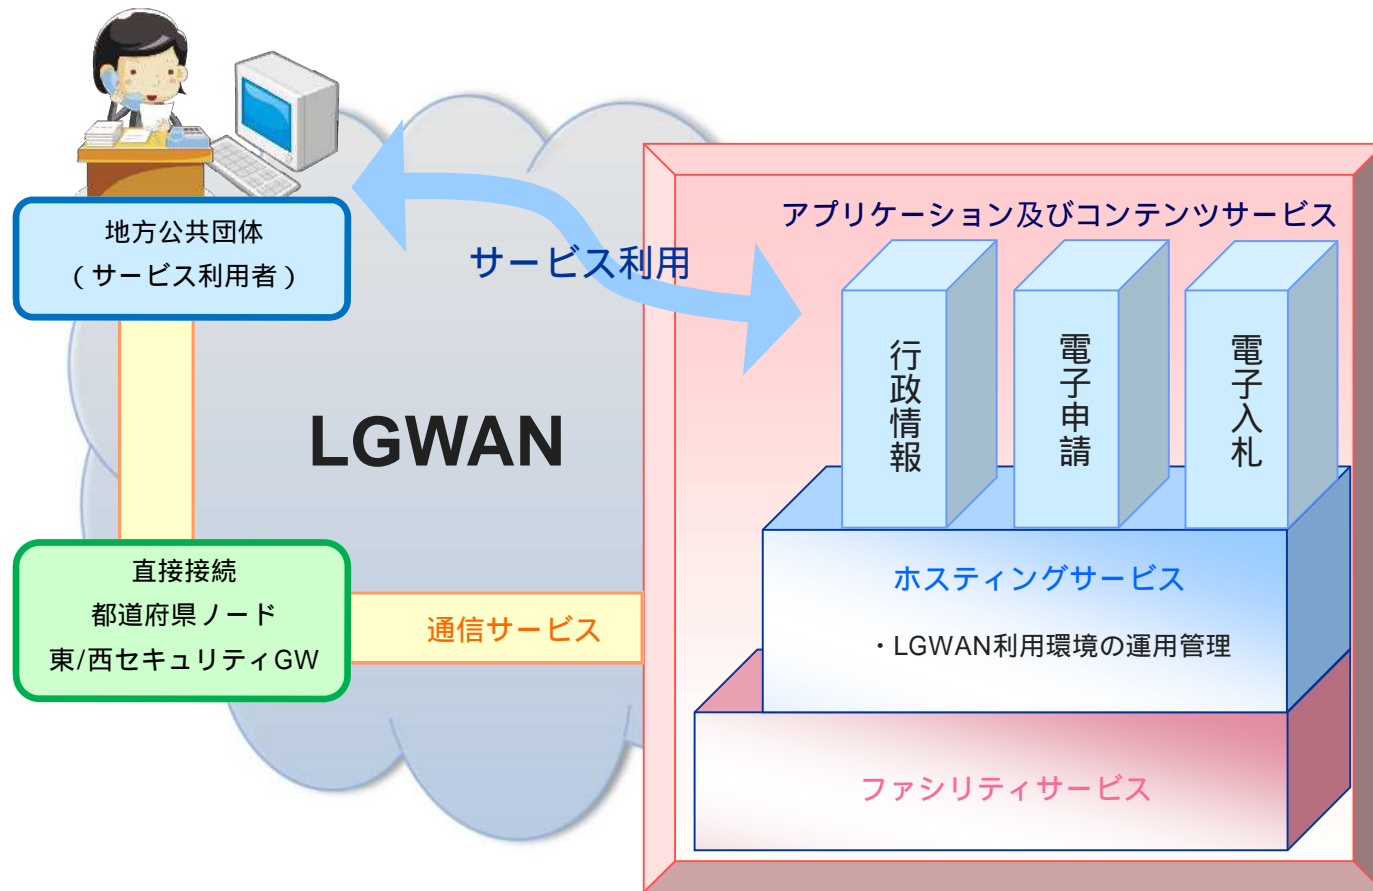 地方公共団体
（サービス利用者）
サービス利用
アプリケーション及びコンテンツサービス
行政情報
電子申請
電子入札
LGWAN
直接接続
都道府県ノード
東/西セキュリティGW
通信サービス
ホスティングサービス
・LGWAN利用環境の運用管理
ファシリティサービス